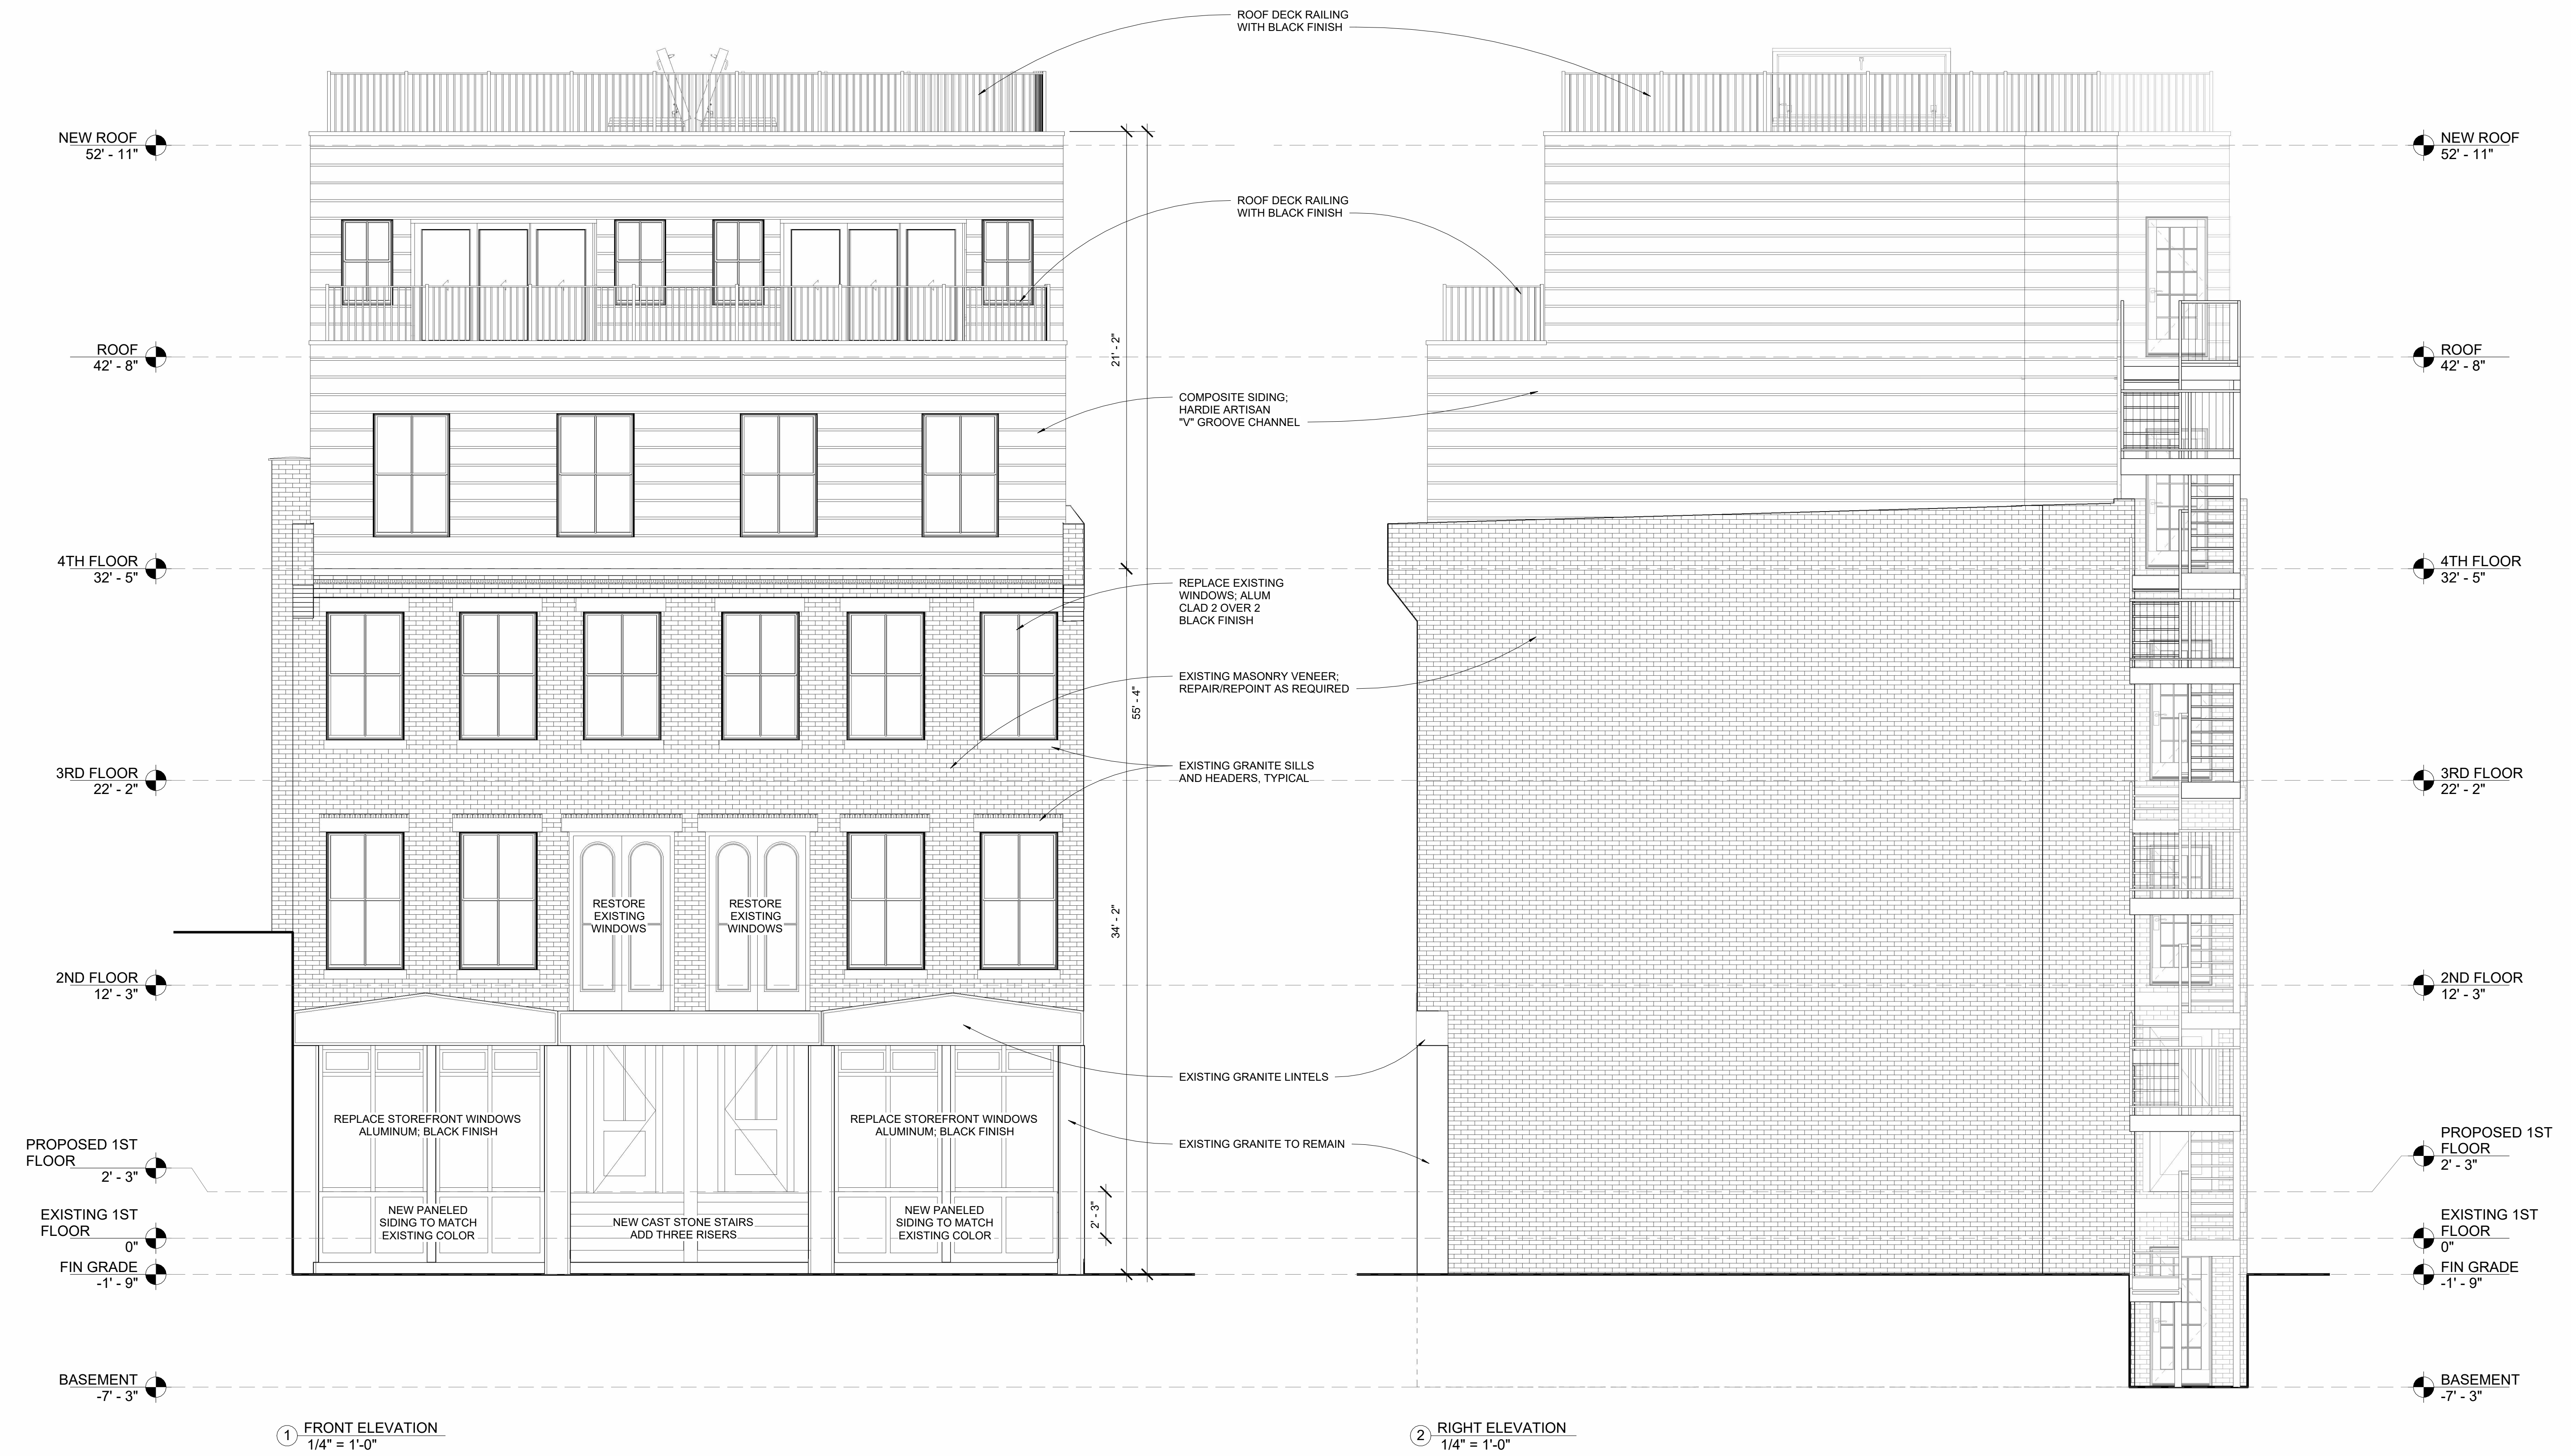 ROOF DECK RAILING
WITH BLACK FINISH
NEW ROOF
52' - 11"
NEW ROOF
52' - 11"
ROOF DECK RAILING
WITH BLACK FINISH
21' - 2"
ROOF
42' - 8"
ROOF
42' - 8"
COMPOSITE SIDING;
HARDIE ARTISAN
"V" GROOVE CHANNEL
4TH FLOOR
32' - 5"
4TH FLOOR
32' - 5"
REPLACE EXISTING
WINDOWS; ALUM
CLAD 2 OVER 2
BLACK FINISH
EXISTING MASONRY VENEER;
REPAIR/REPOINT AS REQUIRED
55' - 4"
EXISTING GRANITE SILLS
AND HEADERS, TYPICAL
3RD FLOOR
22' - 2"
3RD FLOOR
22' - 2"
RESTORE
EXISTING
WINDOWS
RESTORE
EXISTING
WINDOWS
34' - 2"
2ND FLOOR
12' - 3"
2ND FLOOR
12' - 3"
EXISTING GRANITE LINTELS
REPLACE STOREFRONT WINDOWS
ALUMINUM; BLACK FINISH
REPLACE STOREFRONT WINDOWS
ALUMINUM; BLACK FINISH
EXISTING GRANITE TO REMAIN
PROPOSED 1ST
FLOOR
2' - 3"
PROPOSED 1ST
FLOOR
2' - 3"
NEW PANELED
SIDING TO MATCH
EXISTING COLOR
NEW CAST STONE STAIRS
ADD THREE RISERS
NEW PANELED
SIDING TO MATCH
EXISTING COLOR
2' - 3"
EXISTING 1ST
FLOOR
0"
EXISTING 1ST
FLOOR
0"
FIN GRADE
-1' - 9"
FIN GRADE
-1' - 9"
BASEMENT
-7' - 3"
BASEMENT
-7' - 3"
1 FRONT ELEVATION
1/4" = 1'-0"
2 RIGHT ELEVATION
1/4" = 1'-0"